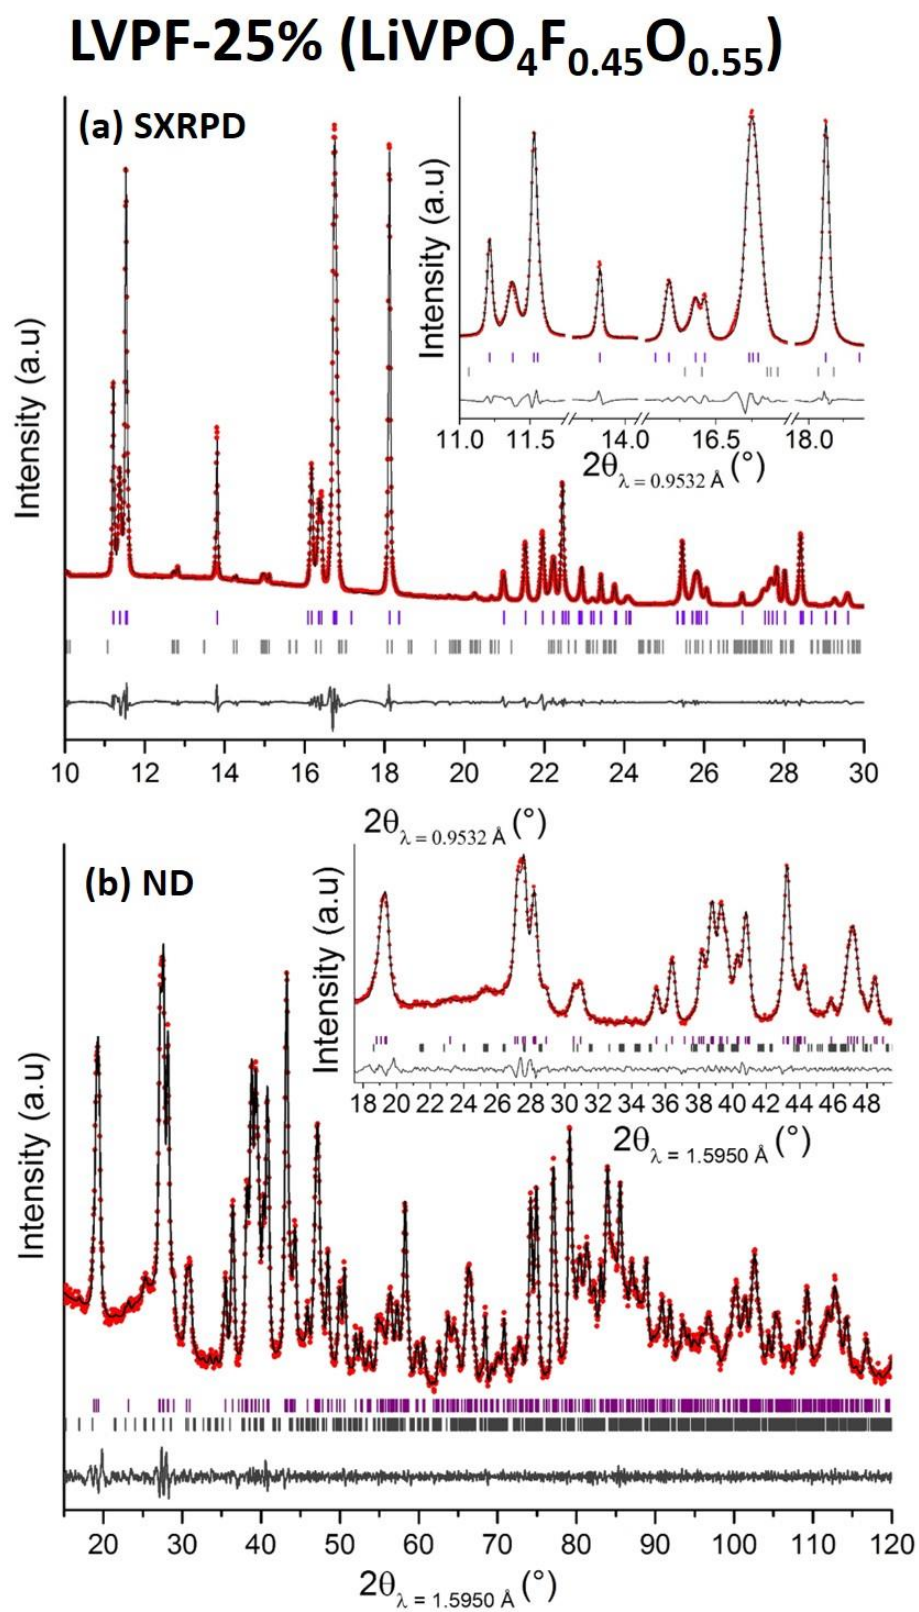 LVPF-25% (LiVPO4F0.45O0.55)
(a) SXRPD
Intensity (a.u)
Intensity (a.u)
11.0 11.5 14.0 16.5 18.0
2θλ = 0.9532 Å (°)
10 12 14 16 18 20 22 24 26 28 30
2θλ = 0.9532 Å (°)
(b) ND
Intensity (a.u)
Intensity (a.u)
18 20 22 24 26 28 30 32 34 36 38 40 42 44 46 48
2θλ = 1.5950 Å (°)
20 30 40 50 60 70 80 90 100 110 120
2θλ = 1.5950 Å (°)